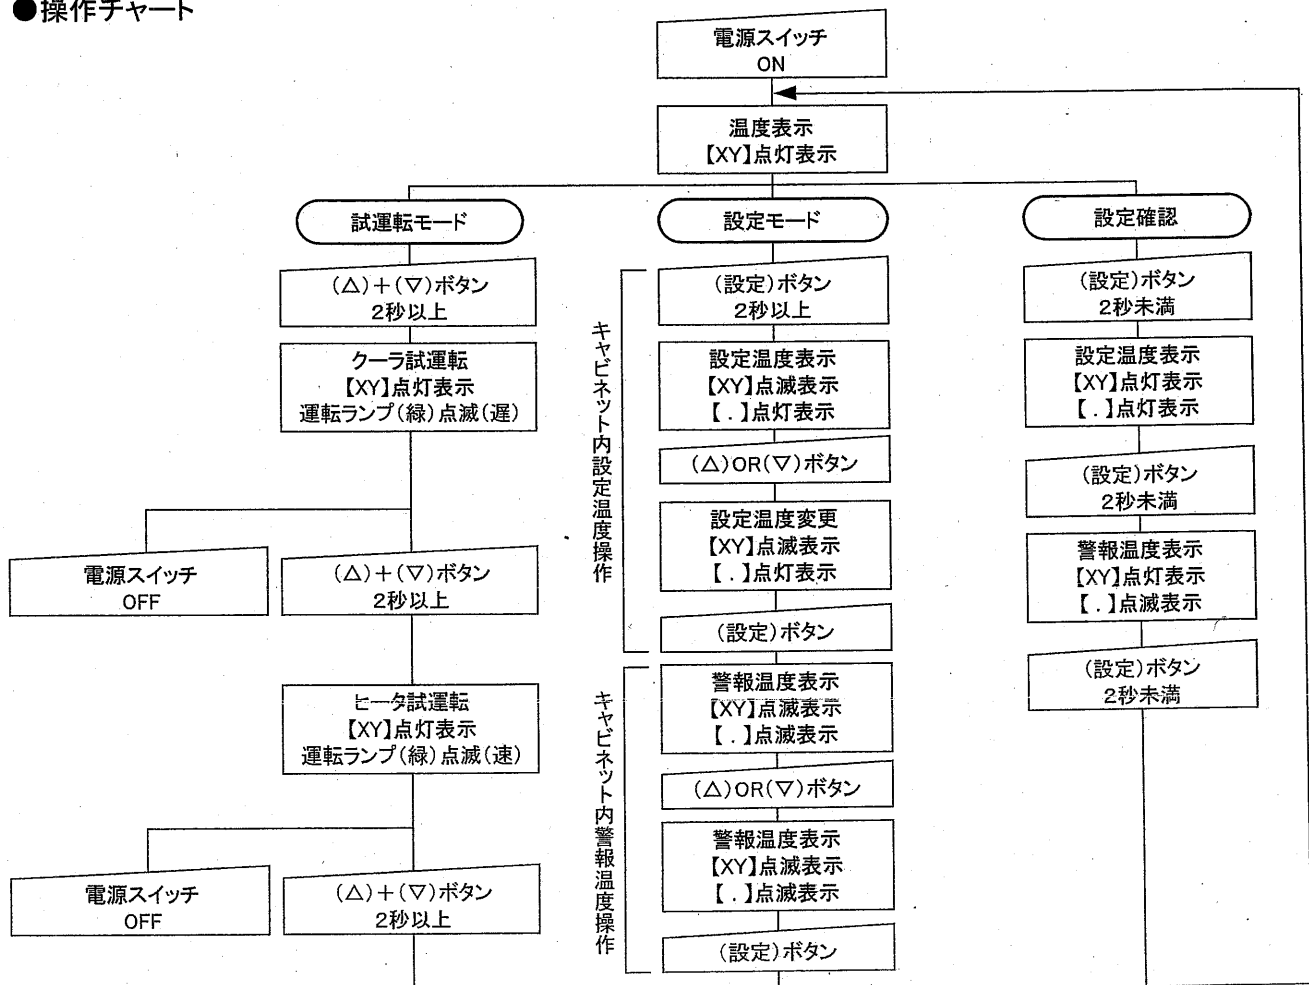 ●操作チャート
電源スイッチ
ON
温度表示
【XY】点灯表示
試運転モード
(△)+(▽)ボタン
2秒以上
クーラ試運転
【XY】点灯表示
運転ランプ(緑)点滅(遅)
電源スイッチ
OFF
(△)+(▽)ボタン
2秒以上
ヒータ試運転
【XY】点灯表示
運転ランプ(緑)点滅(速)
電源スイッチ
OFF
(△)+(▽)ボタン
2秒以上
設定モード
キャビネット内設定温度操作
(設定)ボタン
2秒以上
設定温度表示
【XY】点滅表示
【 . 】点灯表示
(△)OR(▽)ボタン
設定温度変更
【XY】点滅表示
【 . 】点灯表示
(設定)ボタン
キャビネット内警報温度操作
警報温度表示
【XY】点滅表示
【 . 】点滅表示
(△)OR(▽)ボタン
警報温度表示
【XY】点滅表示
【 . 】点滅表示
(設定)ボタン
設定確認
(設定)ボタン
2秒未満
設定温度表示
【XY】点灯表示
【 . 】点灯表示
(設定)ボタン
2秒未満
警報温度表示
【XY】点灯表示
【 . 】点滅表示
(設定)ボタン
2秒未満